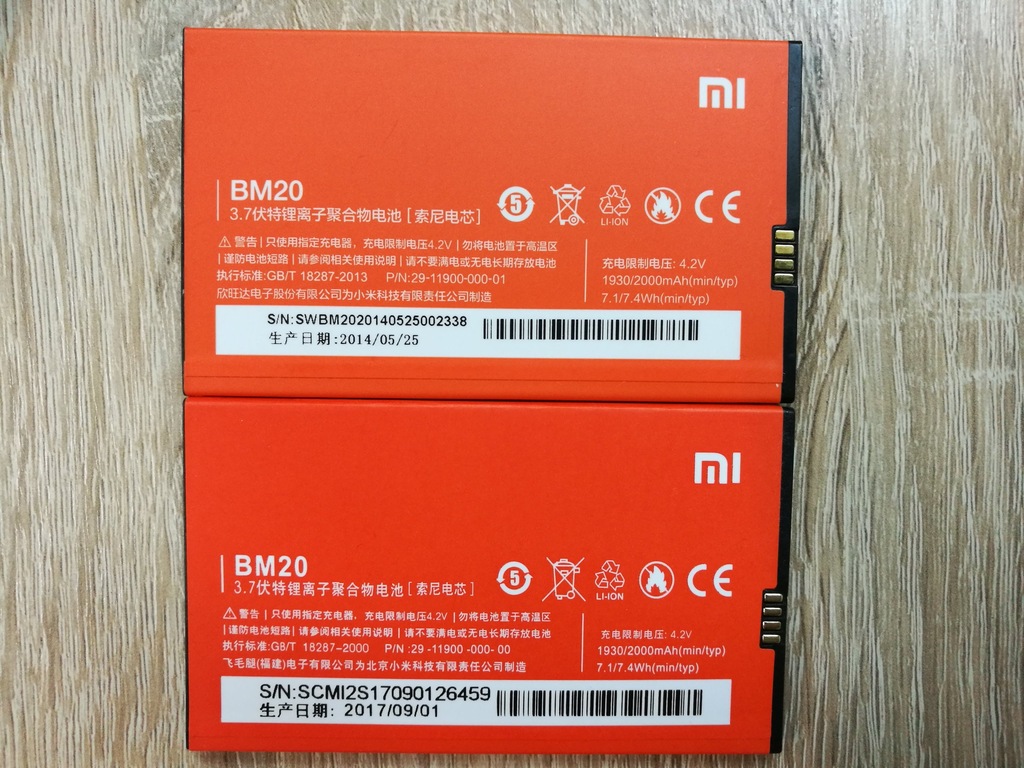 mi
BM20
3.7伏特锂离子聚合物电池 [索尼电芯]
5
LI-ION
CE
警告 | 只使用指定充电器，充电限制电压4.2V | 勿将电池置于高温区
| 谨防电池短路 | 请参阅相关使用说明 | 请不要满电或无电长期存放电池
执行标准:GB/T 18287-2013 P/N:29-11900-000-01
欣旺达电子股份有限公司为小米科技有限责任公司制造
充电限制电压: 4.2V
1930/2000mAh(min/typ)
7.1/7.4Wh(min/typ)
S/N:SWBM2020140525002338
生产日期:2014/05/25
mi
BM20
3.7伏特锂离子聚合物电池 [索尼电芯]
5
LI-ION
CE
警告 | 只使用指定充电器，充电限制电压4.2V | 勿将电池置于高温区
| 谨防电池短路 | 请参阅相关使用说明 | 请不要满电或无电长期存放电池
执行标准:GB/T 18287-2000 P/N:29 -11900 -000- 00
飞毛腿(福建)电子有限公司为北京小米科技有限责任公司制造
充电限制电压: 4.2V
1930/2000mAh(min/typ)
7.1/7.4Wh(min/typ)
S/N:SCMI2S17090126459
生产日期: 2017/09/01